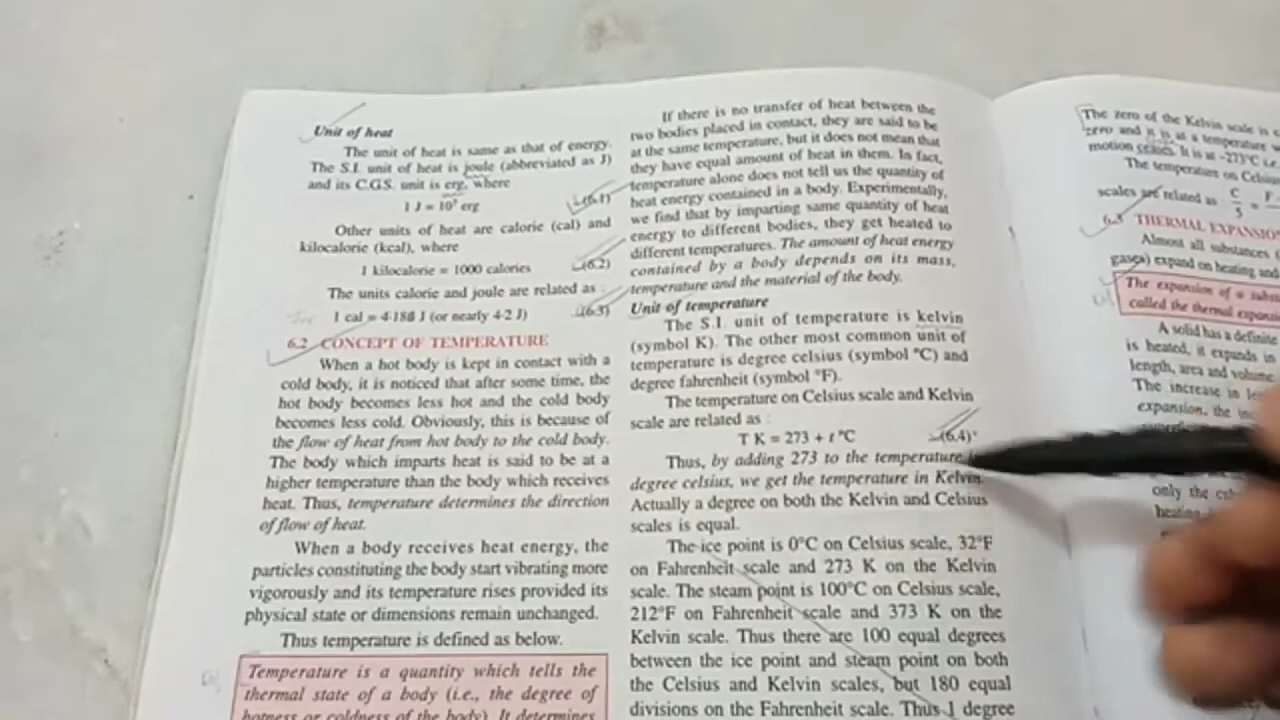 Unit of heat
The unit of heat is same as that of energy.
The S.I. unit of heat is joule (abbreviated as J)
and its C.G.S. unit is erg, where
1 J = 10⁷ erg ...(6.1)
Other units of heat are calorie (cal) and
kilocalorie (kcal), where
1 kilocalorie = 1000 calories ...(6.2)
The units calorie and joule are related as :
1 cal = 4·186 J (or nearly 4·2 J) ...(6.3)
6.2 CONCEPT OF TEMPERATURE
When a hot body is kept in contact with a
cold body, it is noticed that after some time, the
hot body becomes less hot and the cold body
becomes less cold. Obviously, this is because of
the flow of heat from hot body to the cold body.
The body which imparts heat is said to be at a
higher temperature than the body which receives
heat. Thus, temperature determines the direction
of flow of heat.
When a body receives heat energy, the
particles constituting the body start vibrating more
vigorously and its temperature rises provided its
physical state or dimensions remain unchanged.
Thus temperature is defined as below.
Temperature is a quantity which tells the
thermal state of a body (i.e., the degree of
hotness or coldness of the body). It determines
If there is no transfer of heat between the
two bodies placed in contact, they are said to be
at the same temperature, but it does not mean that
they have equal amount of heat in them. In fact,
temperature alone does not tell us the quantity of
heat energy contained in a body. Experimentally,
we find that by imparting same quantity of heat
energy to different bodies, they get heated to
different temperatures. The amount of heat energy
contained by a body depends on its mass,
temperature and the material of the body.
Unit of temperature
The S.I. unit of temperature is kelvin
(symbol K). The other most common unit of
temperature is degree celsius (symbol °C) and
degree fahrenheit (symbol °F).
The temperature on Celsius scale and Kelvin
scale are related as :
T K = 273 + t °C ...(6.4)
Thus, by adding 273 to the temperature
degree celsius, we get the temperature in Kelvin.
Actually a degree on both the Kelvin and Celsius
scales is equal.
The ice point is 0°C on Celsius scale, 32°F
on Fahrenheit scale and 273 K on the Kelvin
scale. The steam point is 100°C on Celsius scale,
212°F on Fahrenheit scale and 373 K on the
Kelvin scale. Thus there are 100 equal degrees
between the ice point and steam point on both
the Celsius and Kelvin scales, but 180 equal
divisions on the Fahrenheit scale. Thus 1 degree
The zero of the Kelvin scale is
zero and it is at a temperature
motion ceases. It is at -273°C i.e.
The temperature on
scales are related as C/5 = F
6.3 THERMAL
Almost all substances
gases) expand on heating and
The expansion of a
called the thermal
A solid has a definite
is heated, it expands in
length, area and volume.
The increase in
expansion, the
only the
heating